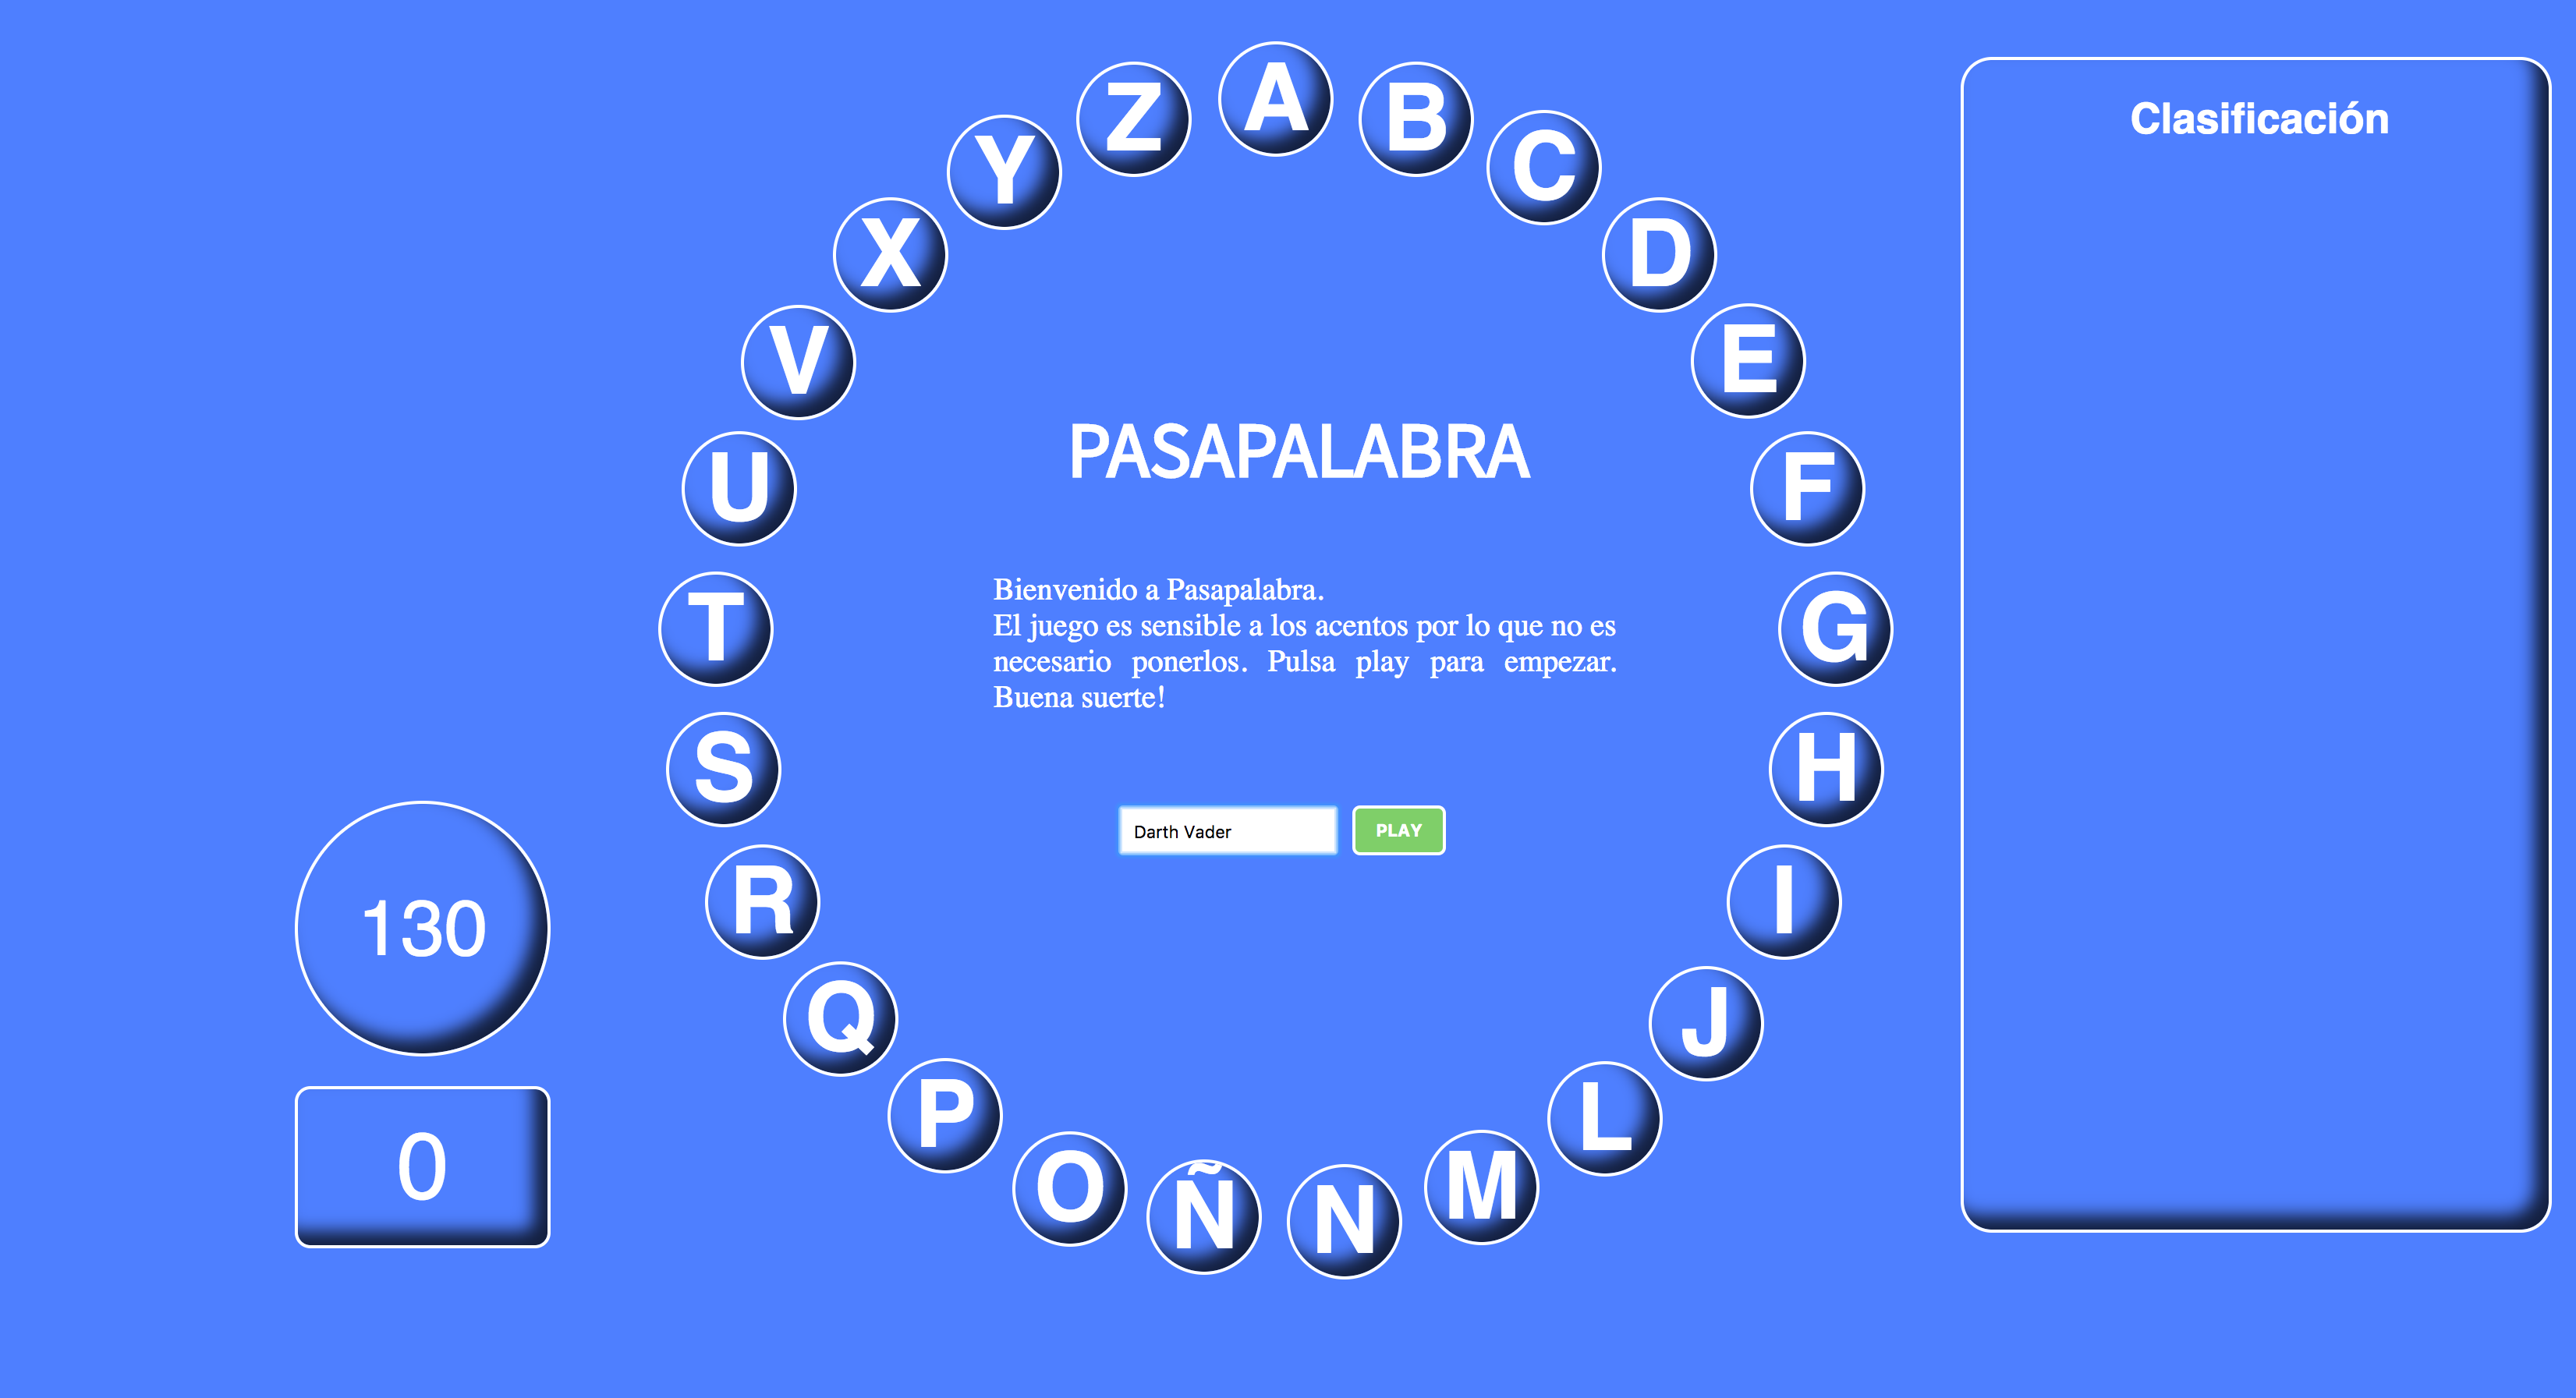 A
B
C
D
E
F
G
H
I
J
L
M
N
Ñ
O
P
Q
R
S
T
U
V
X
Y
Z
PASAPALABRA
Bienvenido a Pasapalabra.
El juego es sensible a los acentos por lo que no es
necesario ponerlos. Pulsa play para empezar.
Buena suerte!
Darth Vader
PLAY
130
0
Clasificación